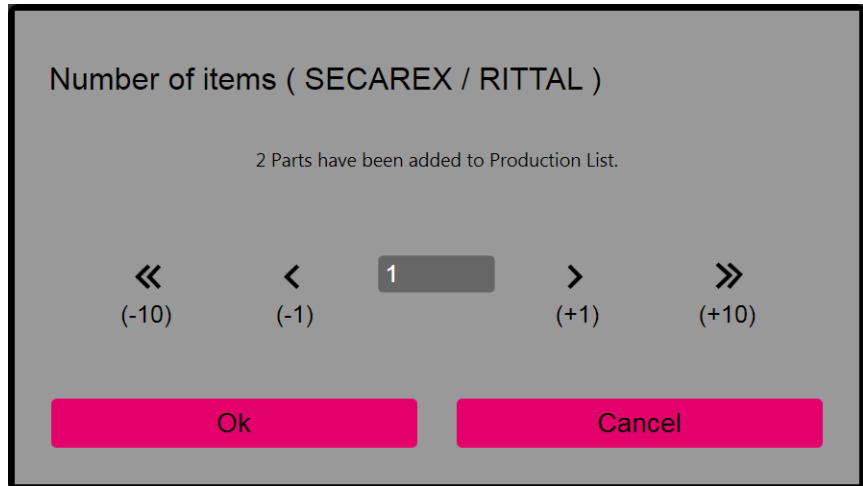 Number of items ( SECAREX / RITTAL )
2 Parts have been added to Production List.
1
(-10) (-1) (+1) (+10)
Ok Cancel